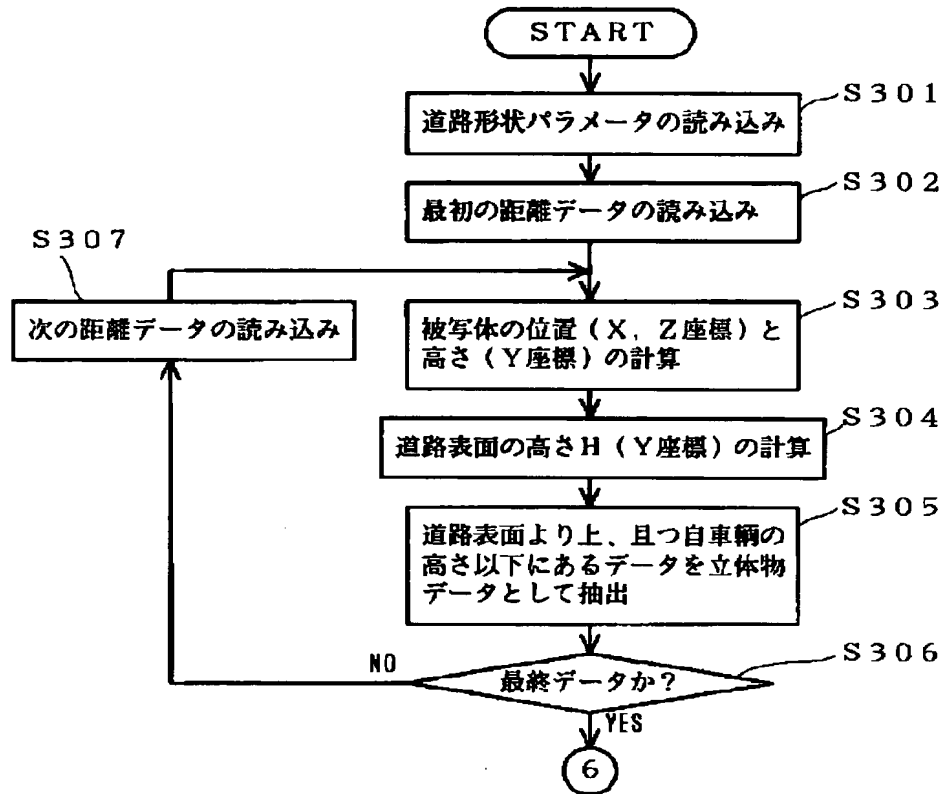 START
S301
道路形状パラメータの読み込み
S302
最初の距離データの読み込み
S307
次の距離データの読み込み
S303
被写体の位置(X,Z座標)と
高さ(Y座標)の計算
S304
道路表面の高さH(Y座標)の計算
S305
道路表面より上、且つ自車輌の
高さ以下にあるデータを立体物
データとして抽出
S306
最終データか?
NO
YES
6